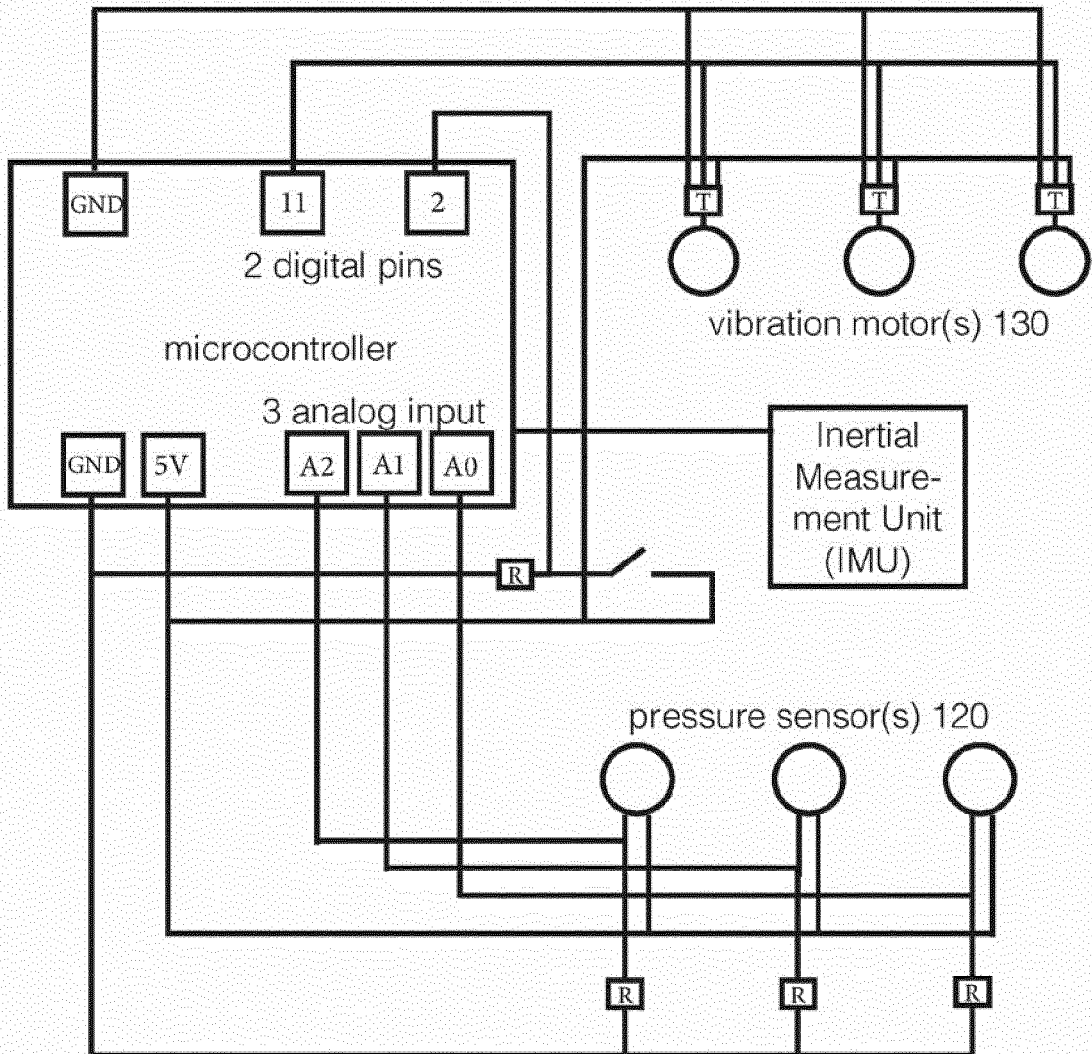 GND
11
2
T
T
T
2 digital pins
vibration motor(s) 130
microcontroller
3 analog input
GND
5V
A2
A1
A0
Inertial
Measure-
ment Unit
(IMU)
R
pressure sensor(s) 120
R
R
R